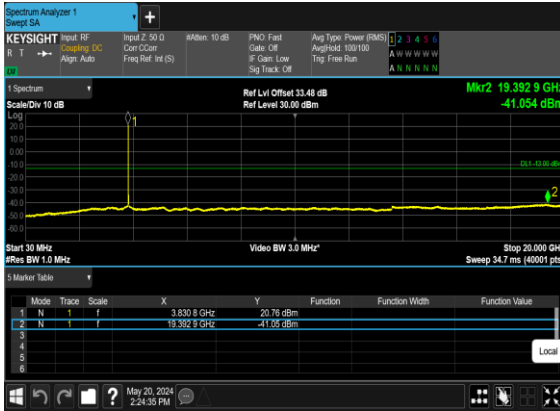 Spectrum Analyzer 1
Swept SA
+
KEYSIGHT Input: RF Input Z: 50 Ω #Atten: 10 dB PNO: Fast Avg Type: Power (RMS) 1 2 3 4 5 6
R T Coupling: DC Corr CCorr Gate: Off Avg|Hold: 100/100 A W W W W W
Align: Auto Freq Ref: Int (S) IF Gain: Low Trig: Free Run
Sig Track: Off A N N N N N
1 Spectrum Ref Lvl Offset 33.48 dB Mkr2 19.392 9 GHz
Scale/Div 10 dB Ref Level 30.00 dBm -41.054 dBm
Log
20.0
10.0
0.00
-10.0
DL1 -13.00 dBm
-20.0
-30.0
-40.0
-50.0
-60.0
1
2
Start 30 MHz Video BW 3.0 MHz* Stop 20.000 GHz
#Res BW 1.0 MHz Sweep 34.7 ms (40001 pts)
5 Marker Table
Mode Trace Scale X Y Function Function Width Function Value
1 N 1 f 3.830 8 GHz 20.76 dBm
2 N 1 f 19.392 9 GHz -41.05 dBm
3
4
5
6
Local
? May 20, 2024
2:24:35 PM